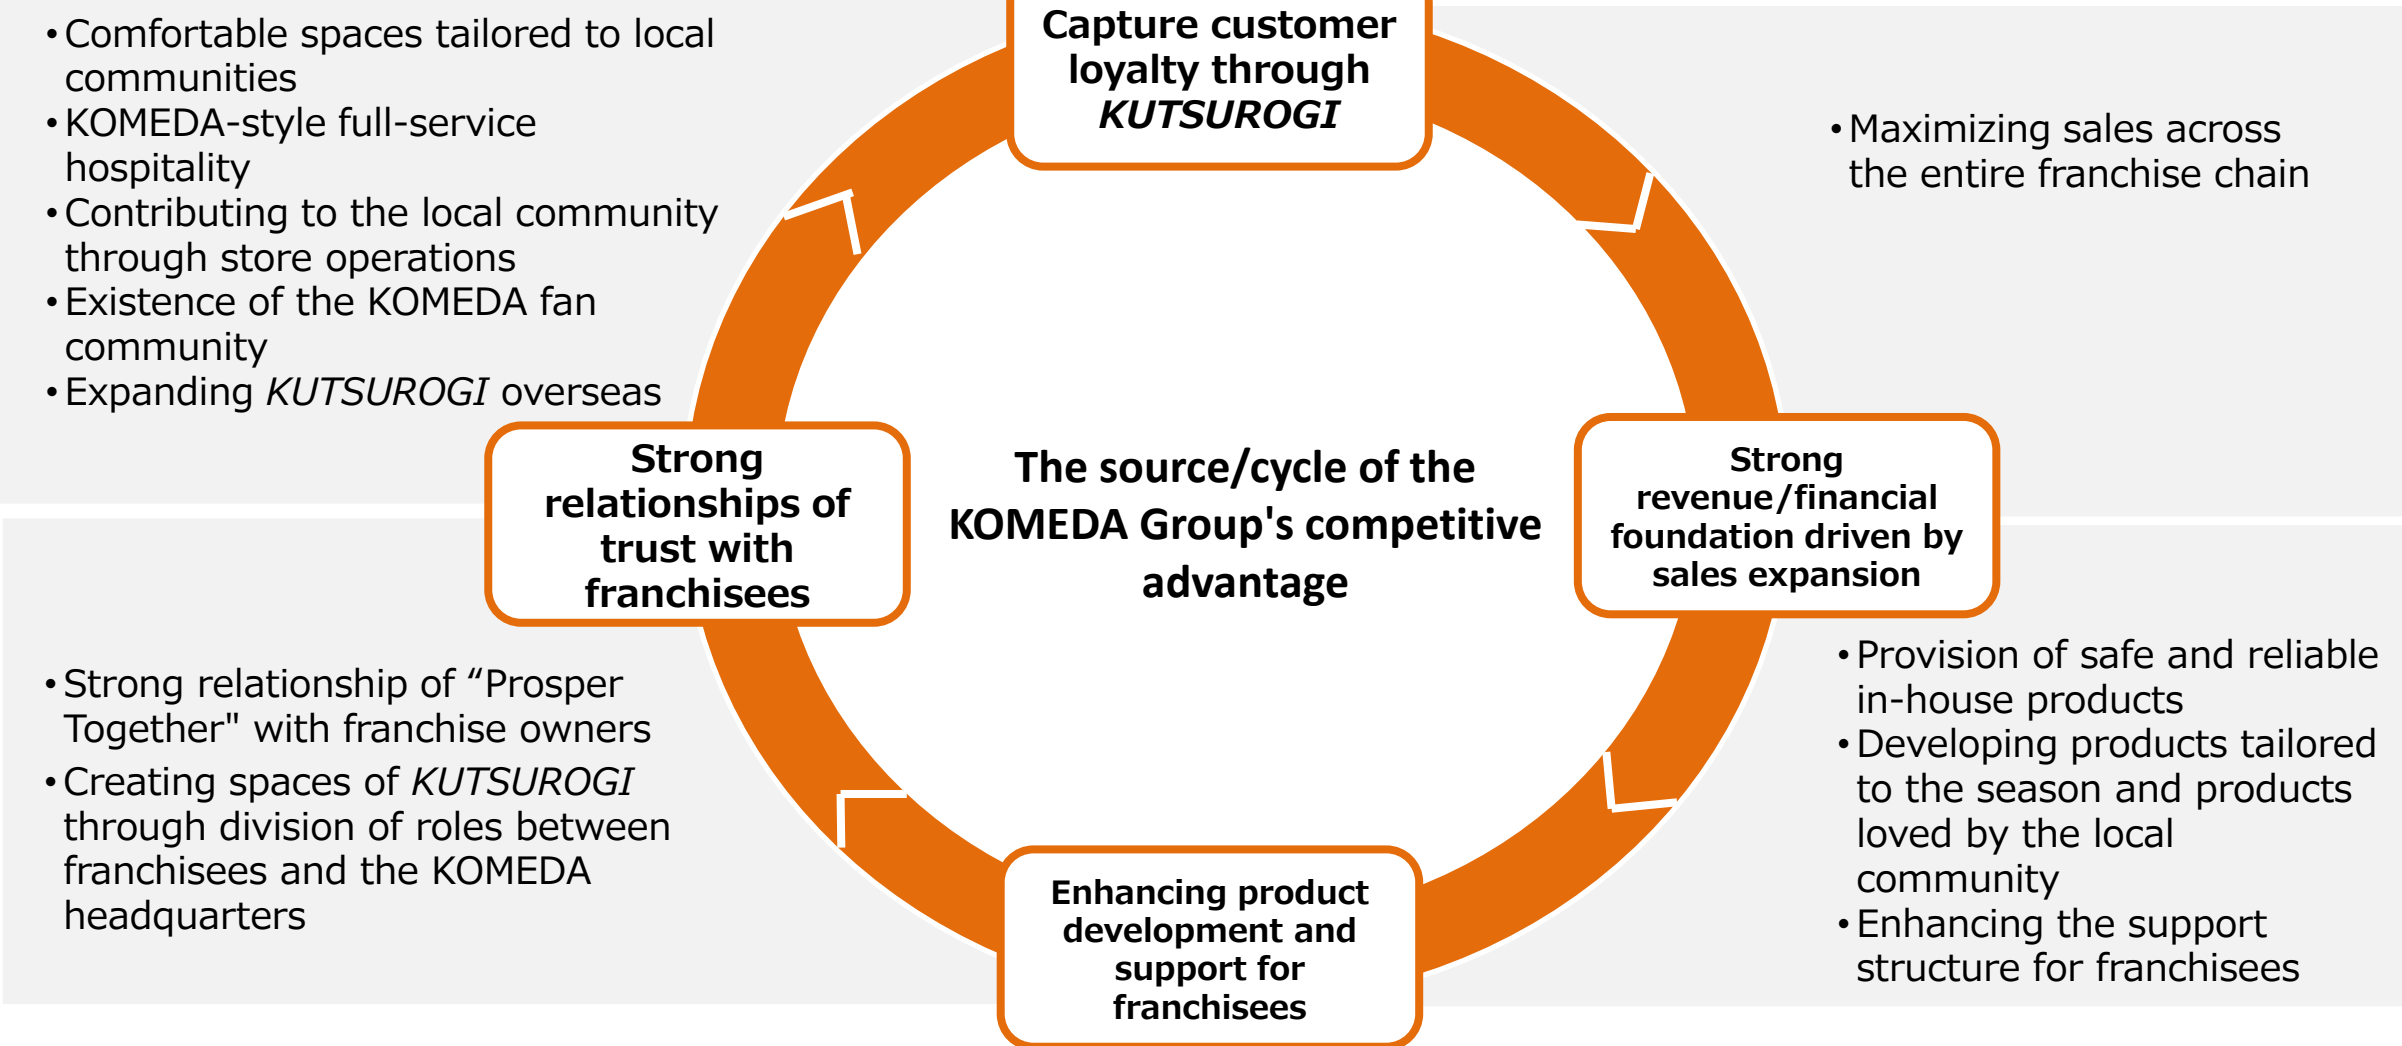 •Comfortable spaces tailored to local
communities
•KOMEDA-style full-service
hospitality
•Contributing to the local community
through store operations
•Existence of the KOMEDA fan
community
•Expanding KUTSUROGI overseas
Capture customer
loyalty through
KUTSUROGI
•Maximizing sales across
the entire franchise chain
Strong
relationships of
trust with
franchisees
The source/cycle of the
KOMEDA Group's competitive
advantage
Strong
revenue/financial
foundation driven by
sales expansion
•Strong relationship of “Prosper
Together" with franchise owners
•Creating spaces of KUTSUROGI
through division of roles between
franchisees and the KOMEDA
headquarters
Enhancing product
development and
support for
franchisees
•Provision of safe and reliable
in-house products
•Developing products tailored
to the season and products
loved by the local
community
•Enhancing the support
structure for franchisees